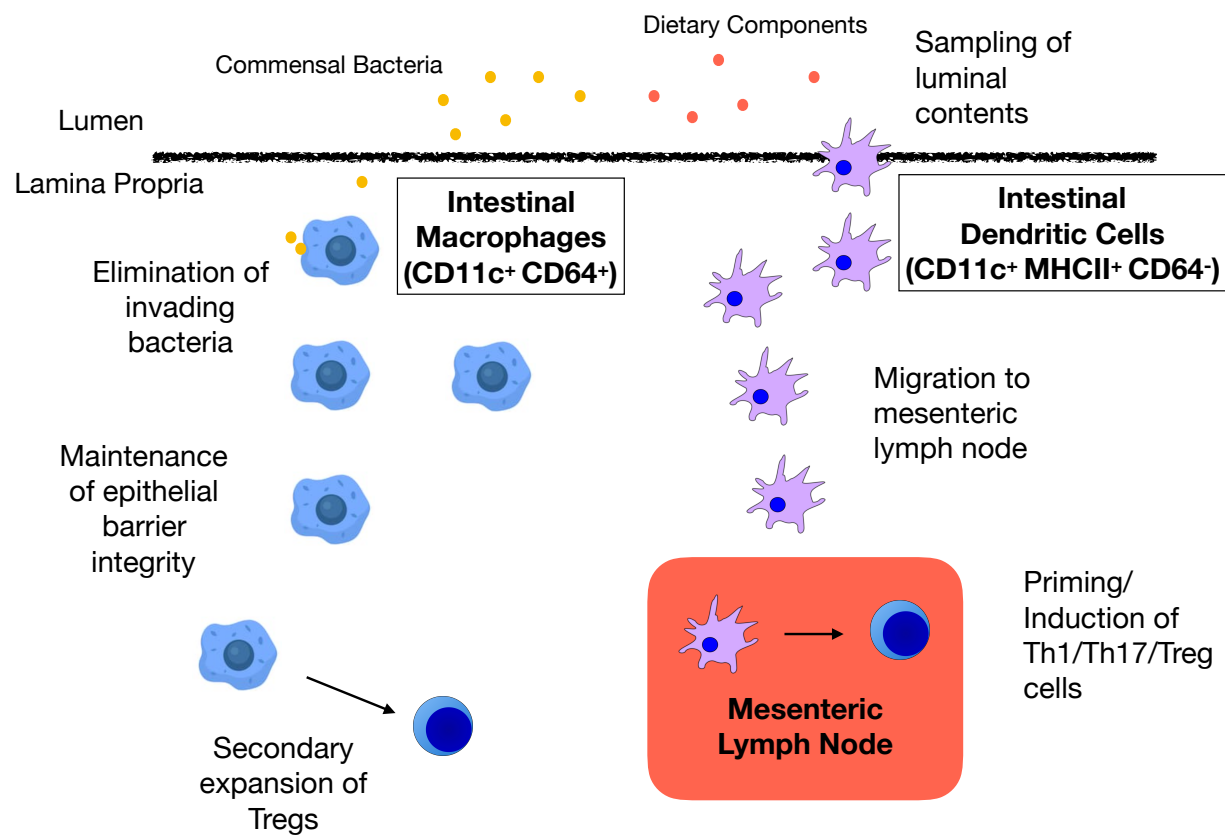 Dietary Components
Sampling of
luminal
contents
Commensal Bacteria
Lumen
Lamina Propria
Intestinal
Macrophages
(CD11c⁺ CD64⁺)
Intestinal
Dendritic Cells
(CD11c⁺ MHCII⁺ CD64⁻)
Elimination of
invading
bacteria
Migration to
mesenteric
lymph node
Maintenance
of epithelial
barrier
integrity
Priming/
Induction of
Th1/Th17/Treg
cells
Mesenteric
Lymph Node
Secondary
expansion of
Tregs